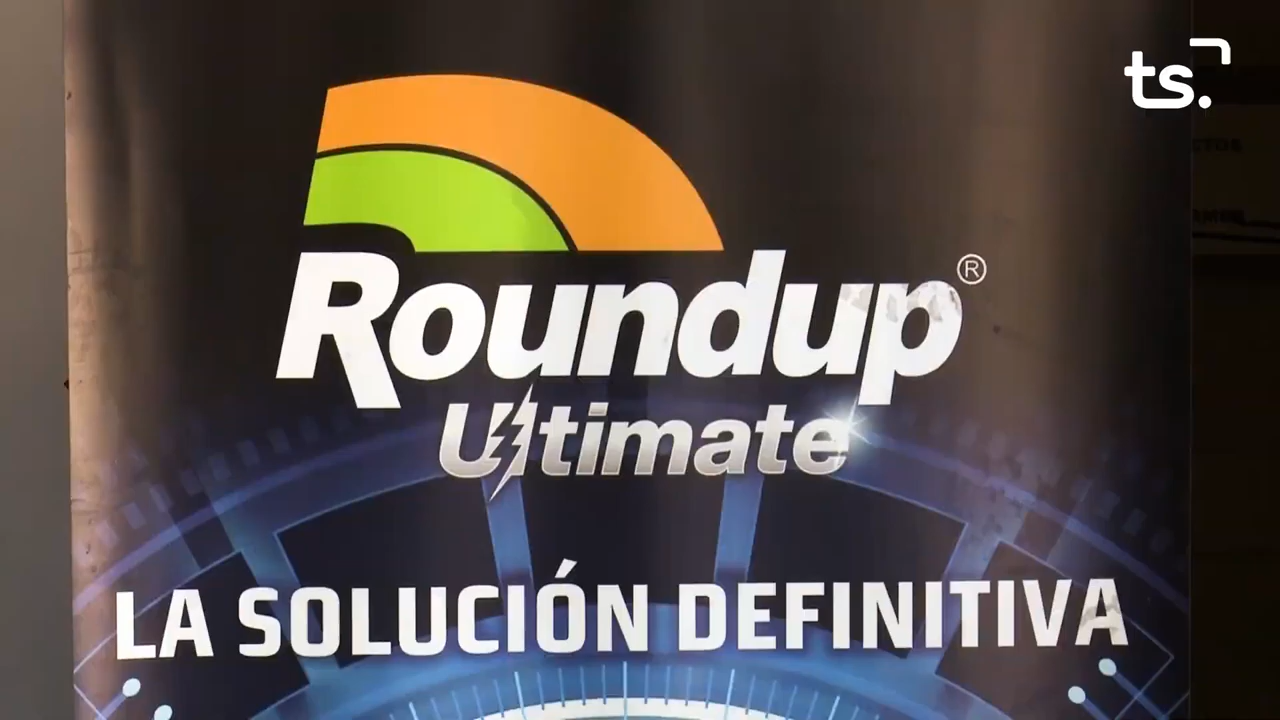 ts.
Roundup®
Ultimate
LA SOLUCIÓN DEFINITIVA